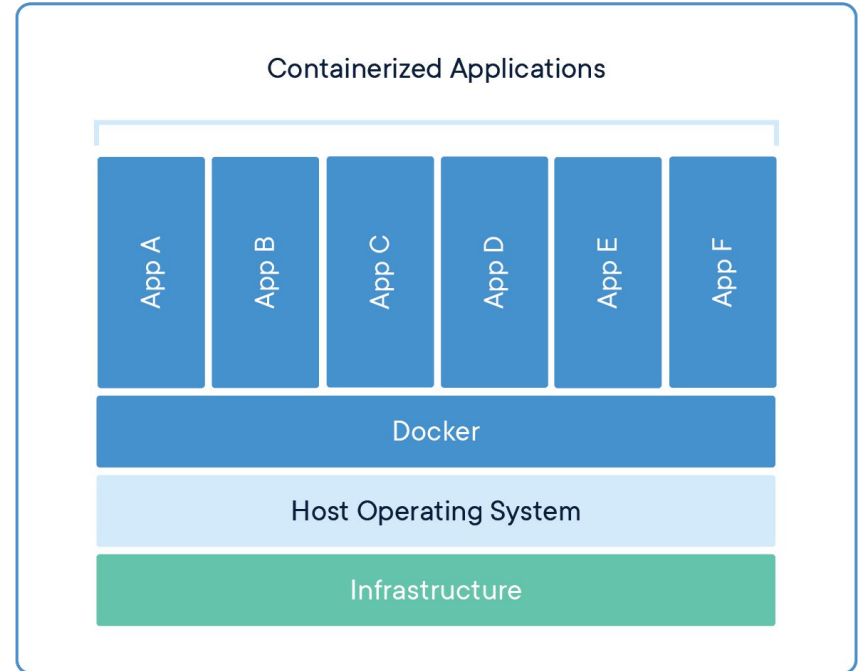 Containerized Applications
App A
App B
App C
App D
App E
App F
Docker
Host Operating System
Infrastructure